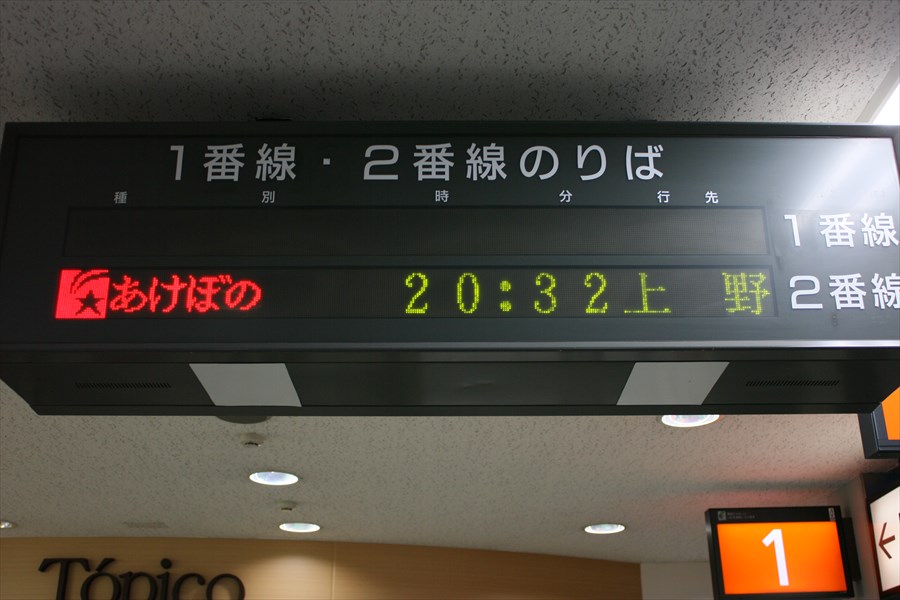 1番線・2番線のりば
種別 時分 行先
1番線
あけぼの 20:32 上野 2番線
1
Tópico